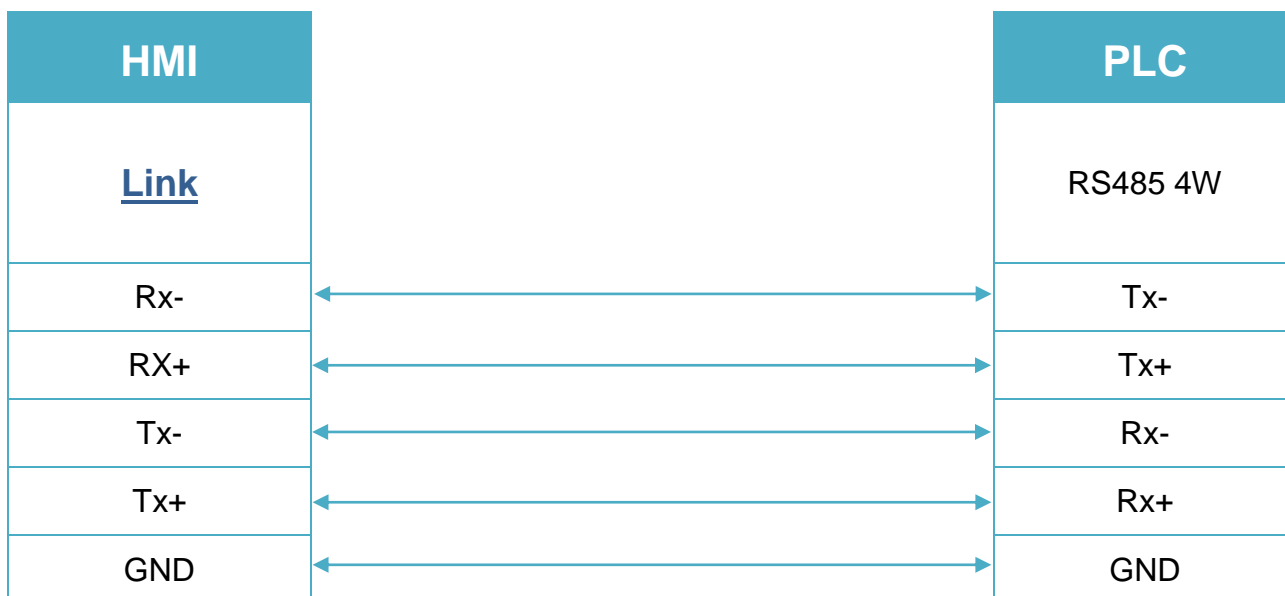 HMI PLC
Link RS485 4W
Rx- Tx-
RX+ Tx+
Tx- Rx-
Tx+ Rx+
GND GND